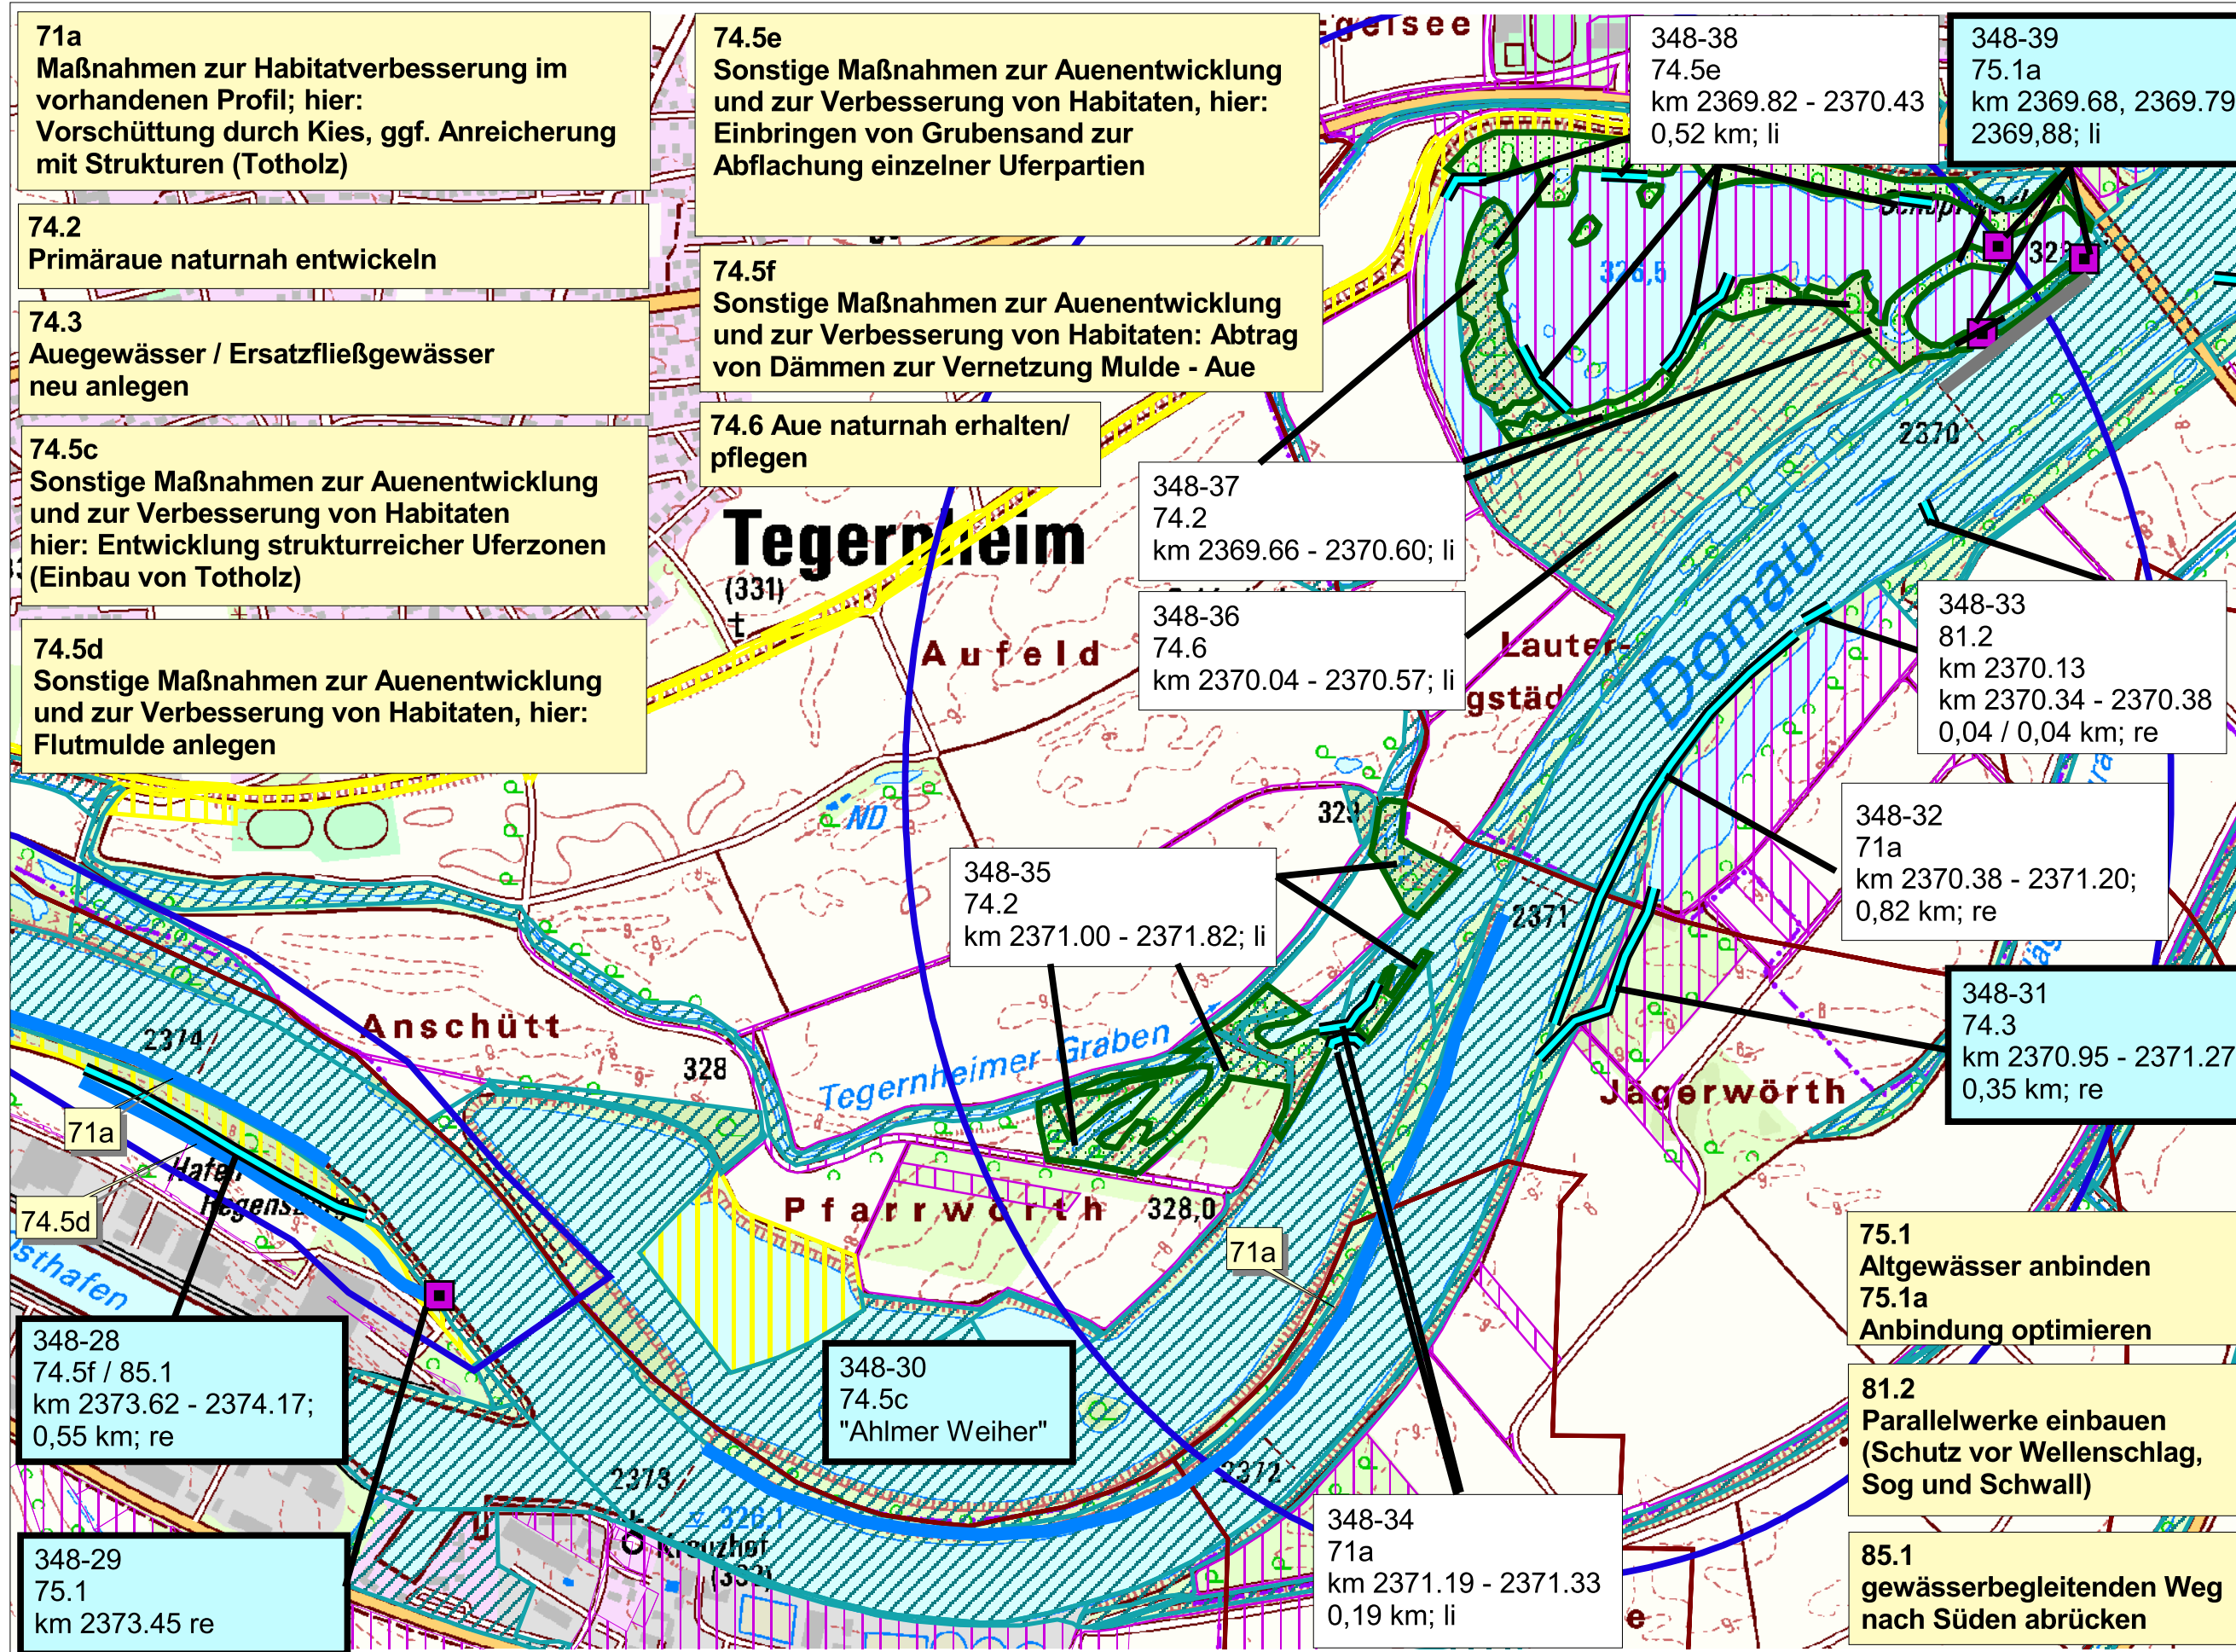 71a
Maßnahmen zur Habitatverbesserung im
vorhandenen Profil; hier:
Vorschüttung durch Kies, ggf. Anreicherung
mit Strukturen (Totholz)
74.2
Primäraue naturnah entwickeln
74.3
Auegewässer / Ersatzfließgewässer
neu anlegen
74.5c
Sonstige Maßnahmen zur Auenentwicklung
und zur Verbesserung von Habitaten
hier: Entwicklung strukturreicher Uferzonen
(Einbau von Totholz)
74.5d
Sonstige Maßnahmen zur Auenentwicklung
und zur Verbesserung von Habitaten, hier:
Flutmulde anlegen
74.5e
Sonstige Maßnahmen zur Auenentwicklung
und zur Verbesserung von Habitaten, hier:
Einbringen von Grubensand zur
Abflachung einzelner Uferpartien
74.5f
Sonstige Maßnahmen zur Auenentwicklung
und zur Verbesserung von Habitaten: Abtrag
von Dämmen zur Vernetzung Mulde - Aue
74.6 Aue naturnah erhalten/
pflegen
348-38
74.5e
km 2369.82 - 2370.43
0,52 km; li
348-39
75.1a
km 2369.68, 2369.79
2369,88; li
326,5
2370
348-37
74.2
km 2369.66 - 2370.60; li
348-36
74.6
km 2370.04 - 2370.57; li
Tegernheim
(331)
Aufeld
Lauter-
gstäd
Donau
348-33
81.2
km 2370.13
km 2370.34 - 2370.38
0,04 / 0,04 km; re
348-32
71a
km 2370.38 - 2371.20;
0,82 km; re
ND
329
2371
348-35
74.2
km 2371.00 - 2371.82; li
348-31
74.3
km 2370.95 - 2371.27
0,35 km; re
2374
Anschütt
328
Tegernheimer Graben
Jägerwörth
71a
74.5d
Hafen
Regensburg
Osthafen
Pfarrwörth
328,0
71a
348-28
74.5f / 85.1
km 2373.62 - 2374.17;
0,55 km; re
348-30
74.5c
"Ahlmer Weiher"
75.1
Altgewässer anbinden
75.1a
Anbindung optimieren
81.2
Parallelwerke einbauen
(Schutz vor Wellenschlag,
Sog und Schwall)
2373
326,1
Kreuzhof
2372
348-29
75.1
km 2373.45 re
348-34
71a
km 2371.19 - 2371.33
0,19 km; li
85.1
gewässerbegleitenden Weg
nach Süden abrücken